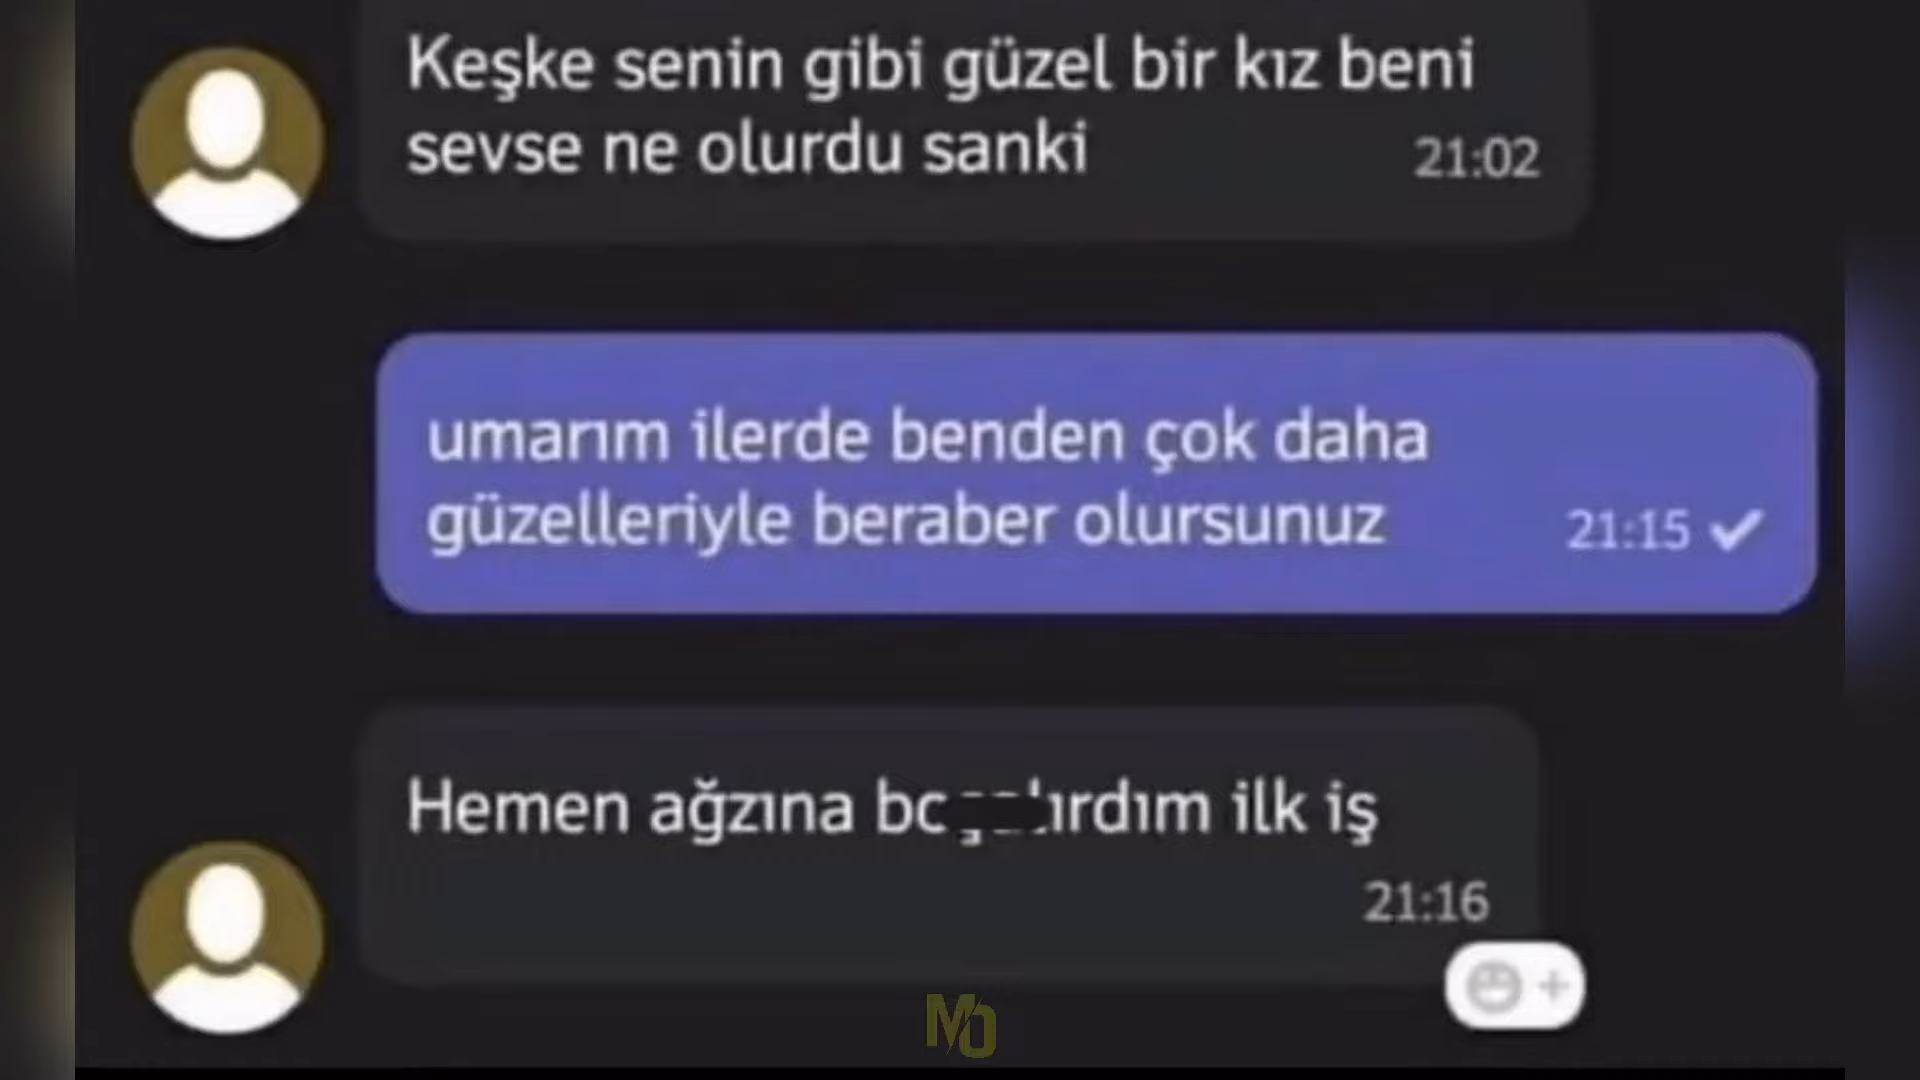 Keşke senin gibi güzel bir kız beni
sevse ne olurdu sanki
21:02
umarım ilerde benden çok daha
güzelleriyle beraber olursunuz
21:15
Hemen ağzına ilk iş
21:16
MO